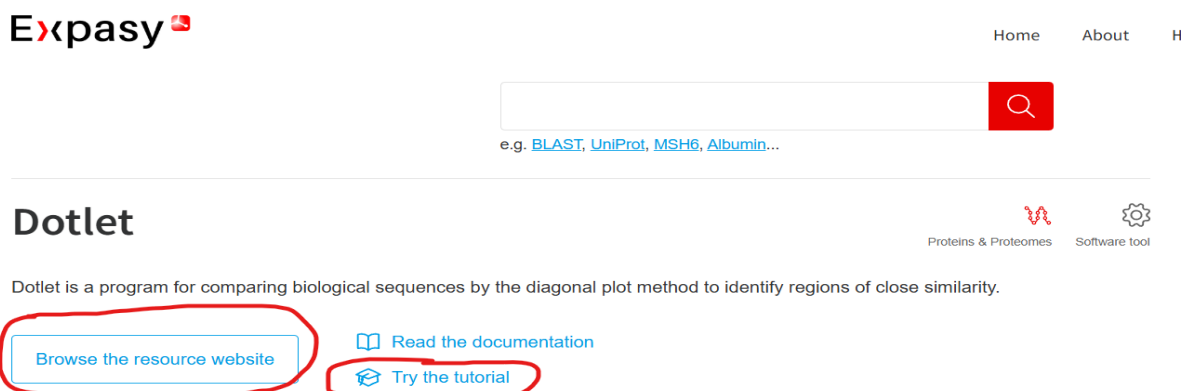 Expasy
Home About H
e.g. BLAST, UniProt, MSH6, Albumin...
Dotlet
Proteins & Proteomes Software tool
Dotlet is a program for comparing biological sequences by the diagonal plot method to identify regions of close similarity.
Browse the resource website
Read the documentation
Try the tutorial